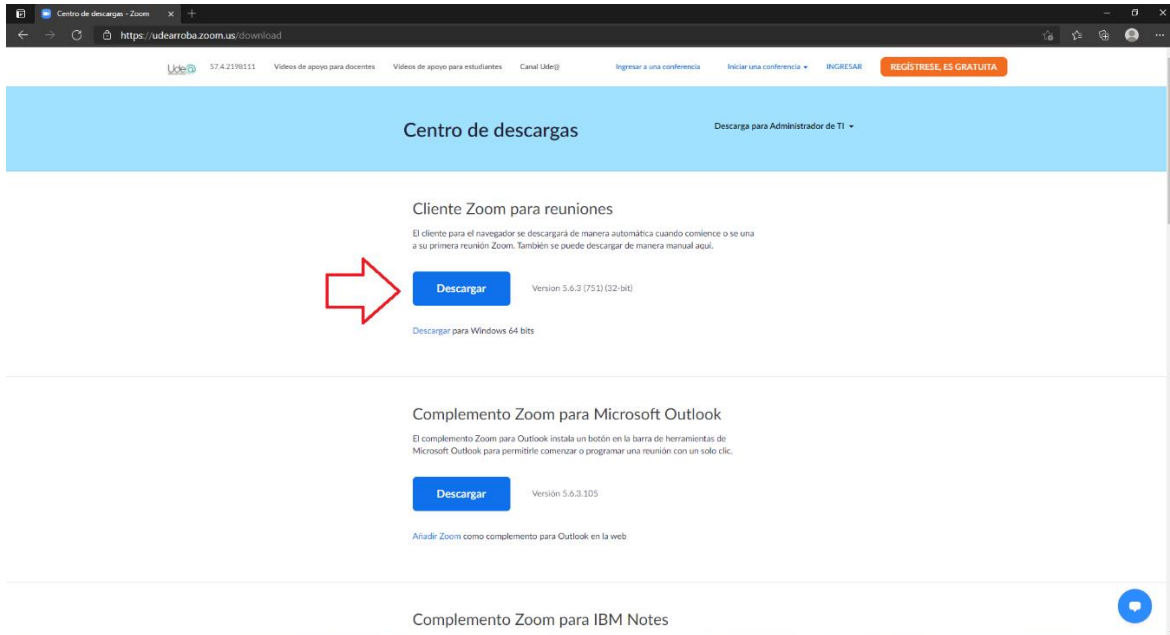 Centro de descargas - Zoom
https://udearroba.zoom.us/download
Ude@ 57.4.2198111 Videos de apoyo para docentes Videos de apoyo para estudiantes Canal Ude@ Ingresar a una conferencia Iniciar una conferencia INGRESAR REGÍSTRESE, ES GRATUITA
Centro de descargas
Descarga para Administrador de TI
Cliente Zoom para reuniones
El cliente para el navegador se descargará de manera automática cuando comience o se una
a su primera reunión Zoom. También se puede descargar de manera manual aquí.
Descargar Version 5.6.3 (751) (32-bit)
Descargar para Windows 64 bits
Complemento Zoom para Microsoft Outlook
El complemento Zoom para Outlook instala un botón en la barra de herramientas de
Microsoft Outlook para permitirle comenzar o programar una reunión con un solo clic.
Descargar Versión 5.6.3.105
Añadir Zoom como complemento para Outlook en la web
Complemento Zoom para IBM Notes